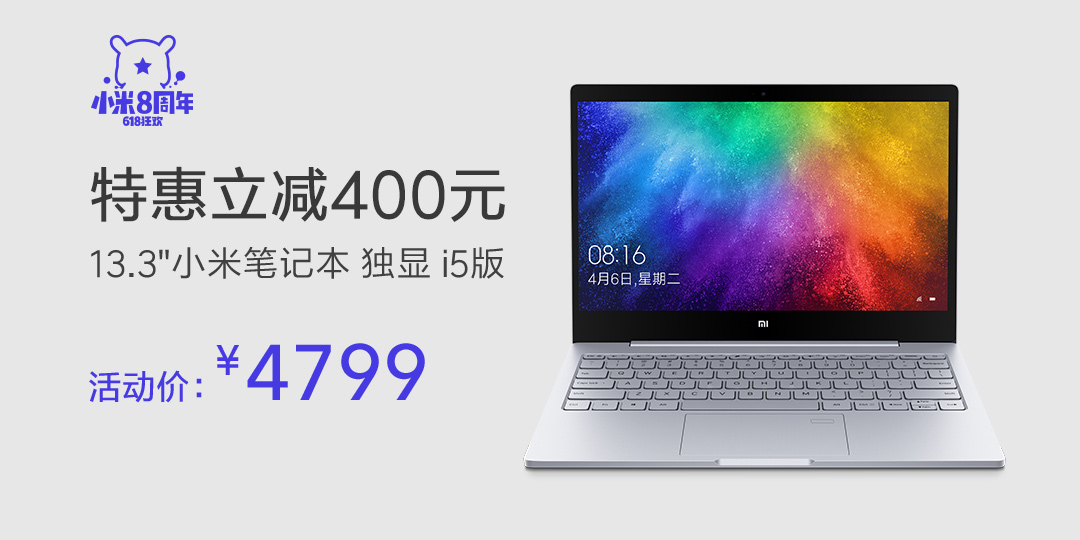 小米8周年
618狂欢
特惠立减400元
13.3"小米笔记本 独显 i5版
活动价：¥4799
08:16
4月6日,星期二
mi